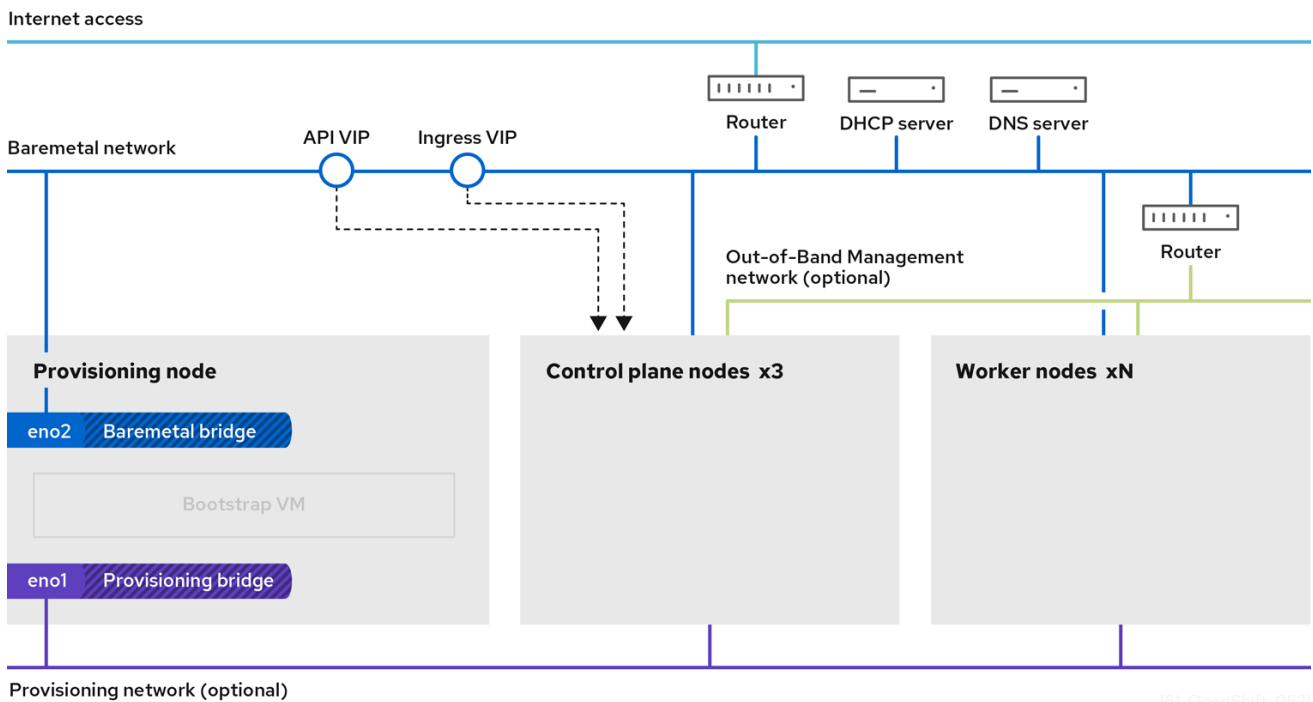 Internet access
Router
DHCP server
DNS server
API VIP
Ingress VIP
Baremetal network
Router
Out-of-Band Management
network (optional)
Provisioning node
Control plane nodes x3
Worker nodes xN
eno2
Baremetal bridge
Bootstrap VM
eno1
Provisioning bridge
Provisioning network (optional)
161_OpenShift_0521